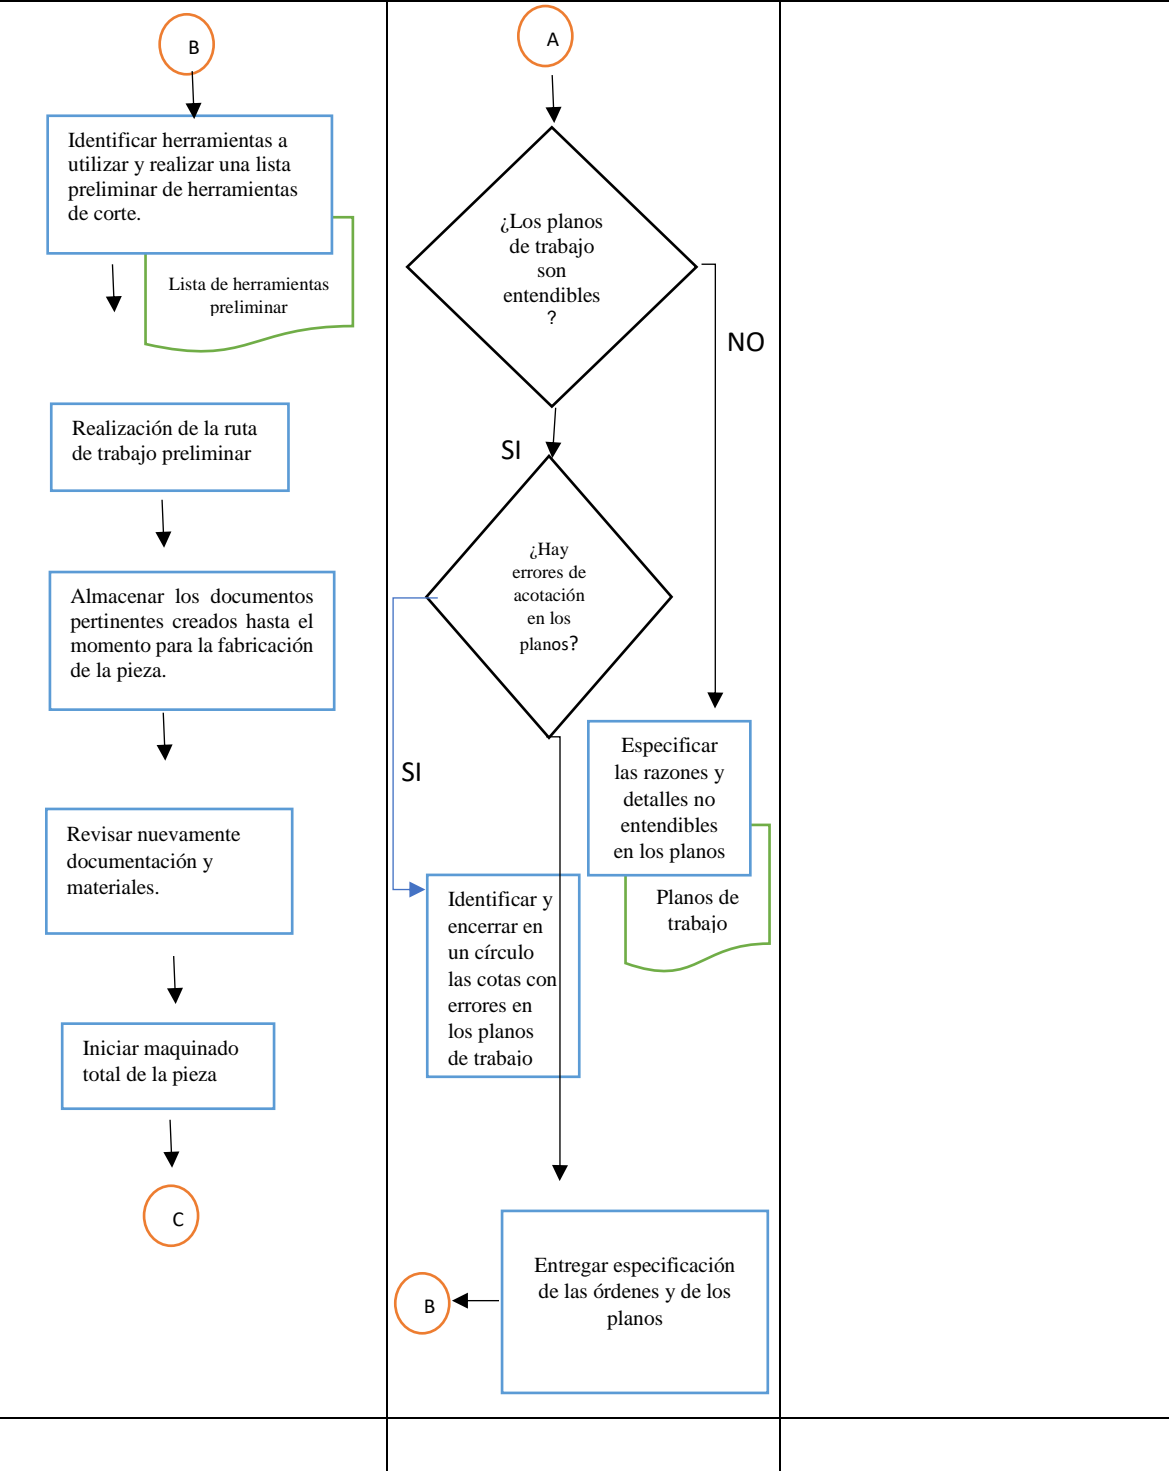 B
Identificar herramientas a
utilizar y realizar una lista
preliminar de herramientas
de corte.
Lista de herramientas
preliminar
Realización de la ruta
de trabajo preliminar
Almacenar los documentos
pertinentes creados hasta el
momento para la fabricación
de la pieza.
Revisar nuevamente
documentación y
materiales.
Iniciar maquinado
total de la pieza
C
A
¿Los planos
de trabajo
son
entendibles
?
NO
SI
¿Hay
errores de
acotación
en los
planos?
SI
Especificar
las razones y
detalles no
entendibles
en los planos
Planos de
trabajo
Identificar y
encerrar en
un círculo
las cotas con
errores en
los planos
de trabajo
Entregar especificación
de las órdenes y de los
planos
B